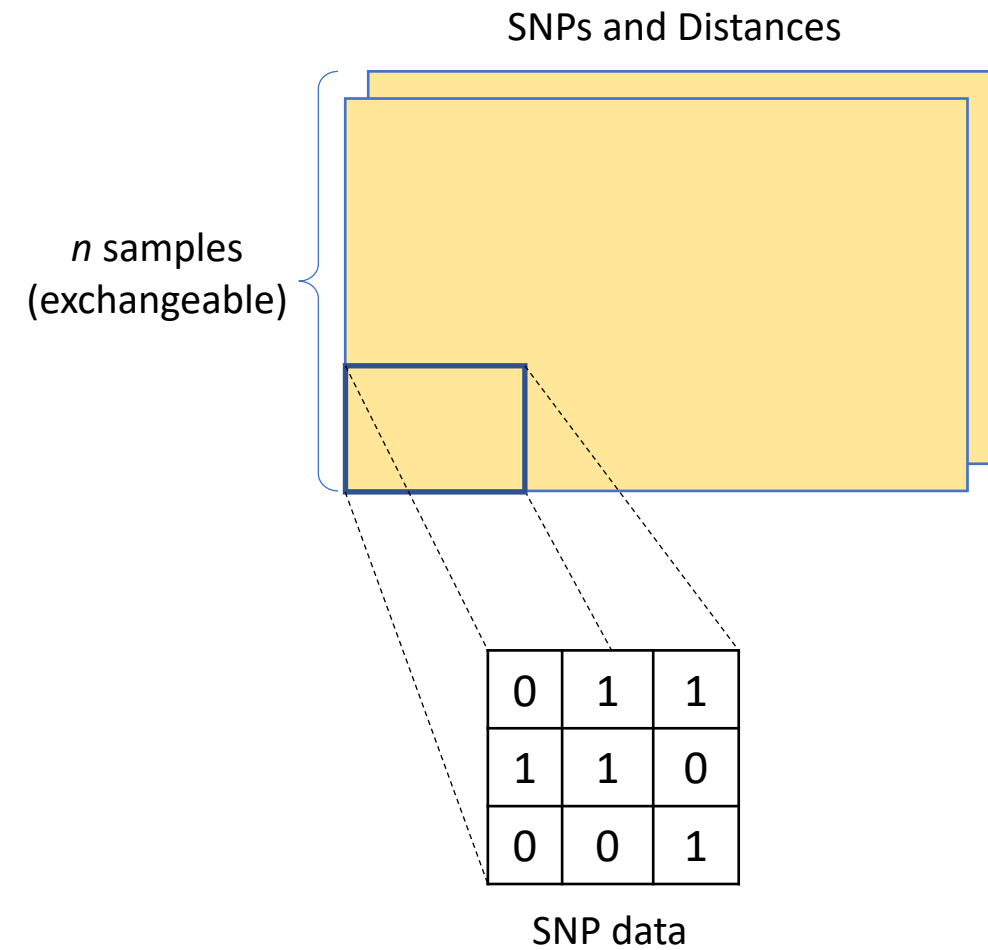 SNPs and Distances
n samples
(exchangeable)
0 1 1
1 1 0
0 0 1
SNP data